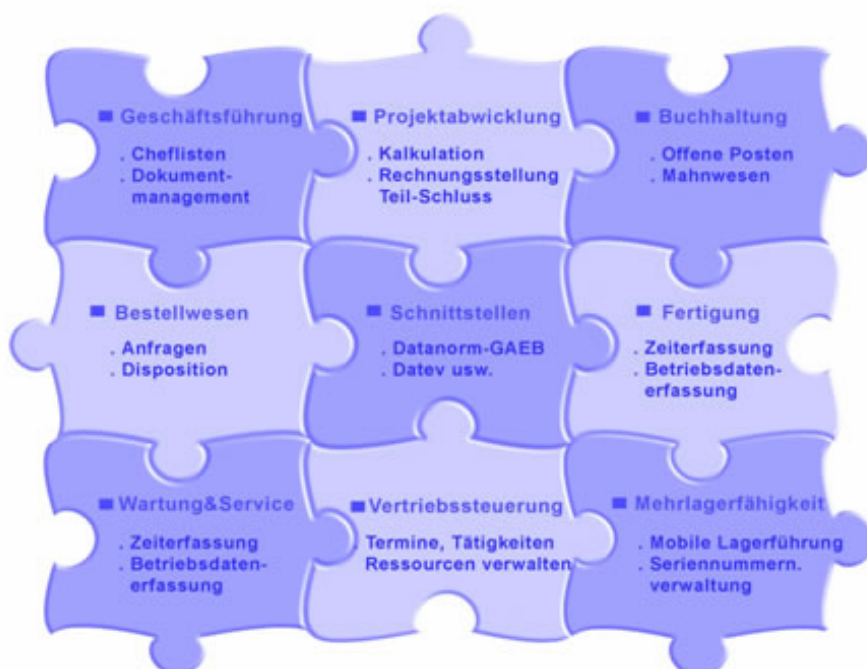 ■ Geschäftsführung
. Cheflisten
. Dokument-
management
■ Projektabwicklung
. Kalkulation
. Rechnungsstellung
Teil-Schluss
■ Buchhaltung
. Offene Posten
. Mahnwesen
■ Bestellwesen
. Anfragen
. Disposition
■ Schnittstellen
. Datanorm-GAEB
. Datev usw.
■ Fertigung
. Zeiterfassung
. Betriebsdaten-
erfassung
■ Wartung&Service
. Zeiterfassung
. Betriebsdaten-
erfassung
■ Vertriebssteuerung
. Termine, Tätigkeiten
Ressourcen verwalten
■ Mehrlagerfähigkeit
. Mobile Lagerführung
. Seriennummern.
verwaltung